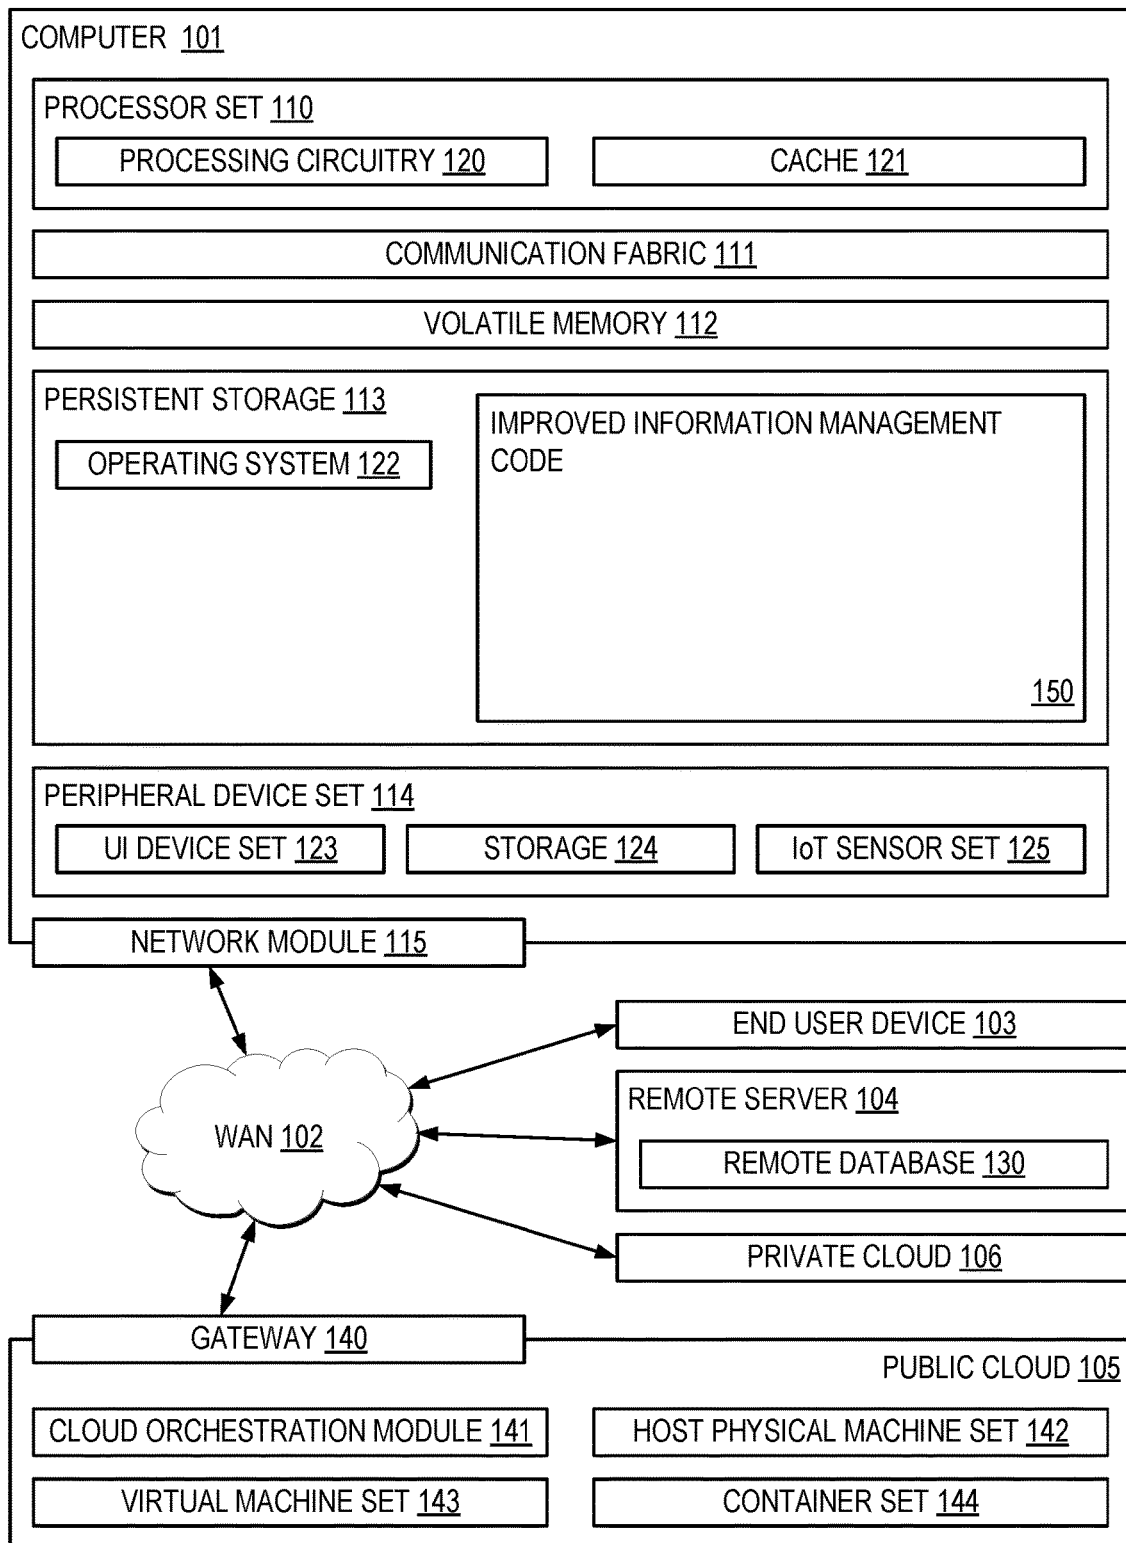 COMPUTER 101
PROCESSOR SET 110
PROCESSING CIRCUITRY 120
CACHE 121
COMMUNICATION FABRIC 111
VOLATILE MEMORY 112
PERSISTENT STORAGE 113
OPERATING SYSTEM 122
IMPROVED INFORMATION MANAGEMENT
CODE
150
PERIPHERAL DEVICE SET 114
UI DEVICE SET 123
STORAGE 124
IoT SENSOR SET 125
NETWORK MODULE 115
WAN 102
END USER DEVICE 103
REMOTE SERVER 104
REMOTE DATABASE 130
PRIVATE CLOUD 106
GATEWAY 140
PUBLIC CLOUD 105
CLOUD ORCHESTRATION MODULE 141
HOST PHYSICAL MACHINE SET 142
VIRTUAL MACHINE SET 143
CONTAINER SET 144